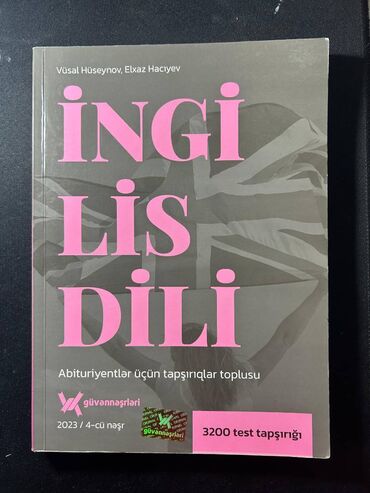 Vüsal Hüseynov, Elxaz Hacıyev
İNGİ
LİS
DİLİ
Abituriyentlər üçün tapşırıqlar toplusu
güvənnəşrləri
2023 / 4-cü nəşr
güvənnəşrləri
3200 test tapşırığı